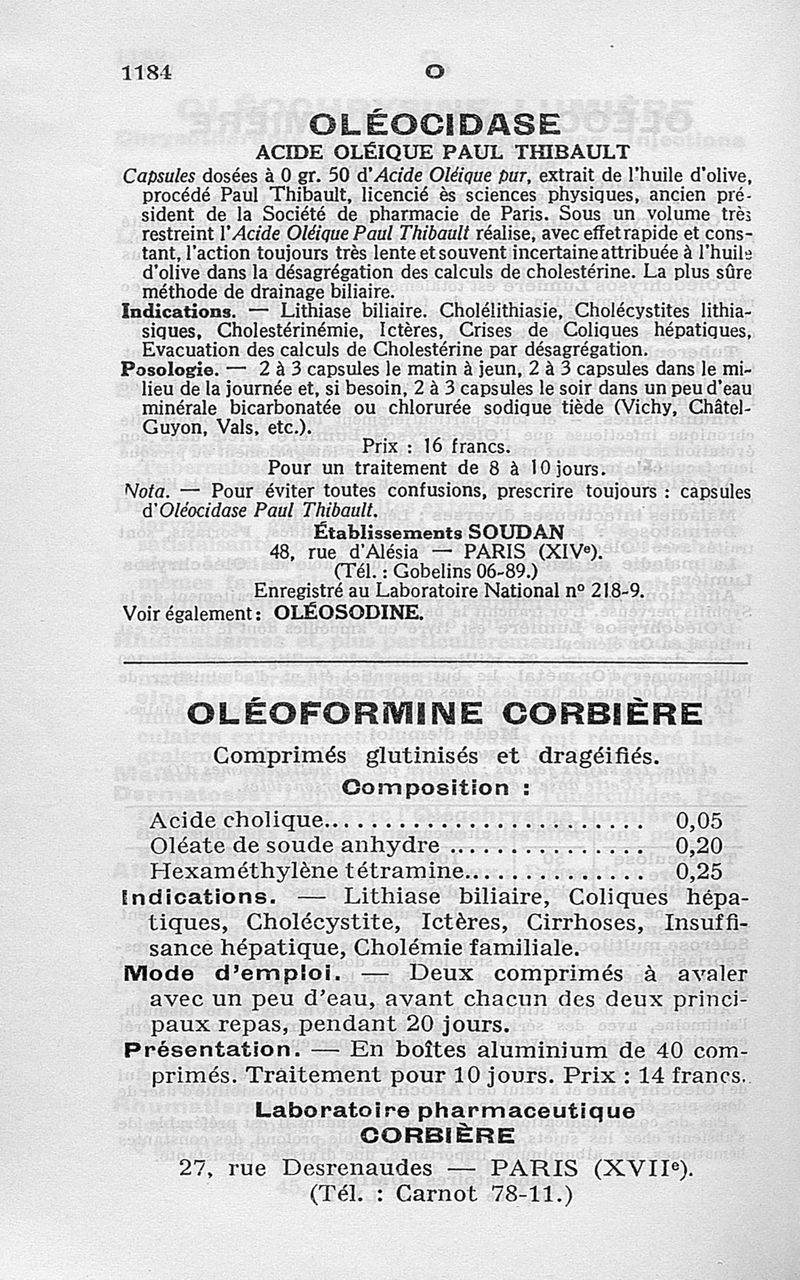 1184
O
OLÉOCIDASE
ACIDE OLÉIQUE PAUL THIBAULT
Capsules dosées à 0 gr. 50 d'Acide Oléique pur, extrait de l'huile d'olive,
procédé Paul Thibault, licencié ès sciences physiques, ancien pré-
sident de la Société de pharmacie de Paris. Sous un volume très
restreint l'Acide Oléique Paul Thibault réalise, avec effet rapide et cons-
tant, l'action toujours très lente et souvent incertaine attribuée à l'huile
d'olive dans la désagrégation des calculs de cholestérine. La plus sûre
méthode de drainage biliaire.
Indications. — Lithiase biliaire. Cholélithiasie, Cholécystites lithia-
siques, Cholestérinémie, Ictères, Crises de Coliques hépatiques,
Evacuation des calculs de Cholestérine par désagrégation.
Posologie. — 2 à 3 capsules le matin à jeun, 2 à 3 capsules dans le mi-
lieu de la journée et, si besoin, 2 à 3 capsules le soir dans un peu d'eau
minérale bicarbonatée ou chlorurée sodique tiède (Vichy, Châtel-
Guyon, Vals, etc.).
Prix : 16 francs.
Pour un traitement de 8 à 10 jours.
Nota. — Pour éviter toutes confusions, prescrire toujours : capsules
d'Oléocidase Paul Thibault.
Établissements SOUDAN
48, rue d'Alésia — PARIS (XIVe).
(Tél. : Gobelins 06-89.)
Enregistré au Laboratoire National nº 218-9.
Voir également : OLÉOSODINE.
OLÉOFORMINE CORBIÈRE
Comprimés glutinisés et dragéifiés.
Composition :
Acide cholique........................ 0,05
Oléate de soude anhydre ................ 0,20
Hexaméthylène tétramine.............. 0,25
Indications. — Lithiase biliaire, Coliques hépa-
tiques, Cholécystite, Ictères, Cirrhoses, Insuffi-
sance hépatique, Cholémie familiale.
Mode d'emploi. — Deux comprimés à avaler
avec un peu d'eau, avant chacun des deux princi-
paux repas, pendant 20 jours.
Présentation. — En boîtes aluminium de 40 com-
primés. Traitement pour 10 jours. Prix : 14 francs.
Laboratoire pharmaceutique
CORBIÈRE
27, rue Desrenaudes — PARIS (XVIIe).
(Tél. : Carnot 78-11.)